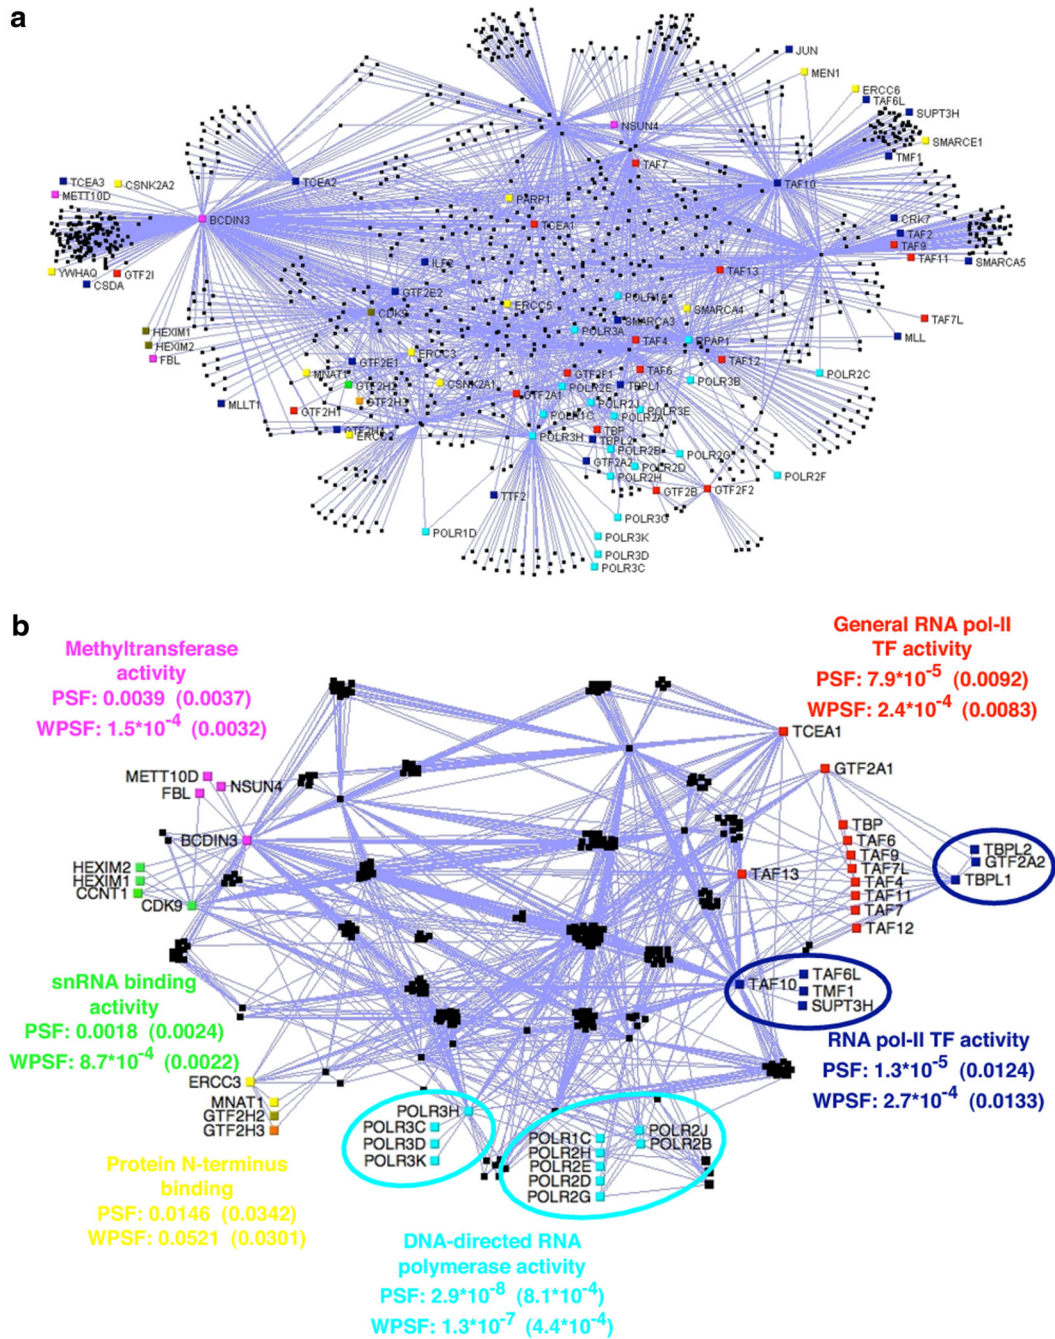 a
JUN
MEN1
ERCC6
TAF6L
SUPT3H
NSUN4
SMARCE1
TMF1
TAF7
TCEA3
CSNK2A2
TCEA2
TAF10
METT10D
PARP1
BCDIN3
TCEA1
CRK7
TAF2
TAF9
TAF11
SMARCA5
YWHAQ
GTF2I
CSDA
ILF2
TAF13
GTF2E2
POLR1A
ERCC5
SMARCA4
CDK9
SMARCA3
TAF7L
HEXIM1
POLR3A
MLL
HEXIM2
TAF4
RPAP1
FBL
ERCC3
GTF2E1
TAF12
MNAT1
GTF2F1
TAF6
POLR3B
POLR2C
GTF2H2
CSNK2A1
POLR2E
TBPL1
GTF2H3
GTF2A1
POLR2J
MLLT1
GTF2H1
POLR1C
POLR2A
POLR3E
GTF2H4
ERCC2
POLR3H
TBP
TBPL2
POLR2B
POLR2G
GTF2A2
POLR2D
POLR2H
POLR2F
TTF2
GTF2B
GTF2F2
POLR3G
POLR1D
POLR3K
POLR3D
POLR3C
b
Methyltransferase
activity
PSF: 0.0039 (0.0037)
WPSF: 1.5*10-4 (0.0032)
General RNA pol-II
TF activity
PSF: 7.9*10-5 (0.0092)
WPSF: 2.4*10-4 (0.0083)
TCEA1
METT10D
NSUN4
FBL
GTF2A1
BCDIN3
TBP
TAF6
TAF9
TAF7L
TAF4
TAF11
TAF7
TAF12
TBPL2
GTF2A2
TBPL1
HEXIM2
HEXIM1
CCNT1
CDK9
TAF13
TAF10
TAF6L
TMF1
SUPT3H
snRNA binding
activity
PSF: 0.0018 (0.0024)
WPSF: 8.7*10-4 (0.0022)
RNA pol-II TF activity
PSF: 1.3*10-5 (0.0124)
WPSF: 2.7*10-4 (0.0133)
ERCC3
MNAT1
GTF2H2
GTF2H3
POLR3H
POLR3C
POLR3D
POLR3K
POLR2J
POLR2B
POLR1C
POLR2H
POLR2E
POLR2D
POLR2G
Protein N-terminus
binding
PSF: 0.0146 (0.0342)
WPSF: 0.0521 (0.0301)
DNA-directed RNA
polymerase activity
PSF: 2.9*10-8 (8.1*10-4)
WPSF: 1.3*10-7 (4.4*10-4)